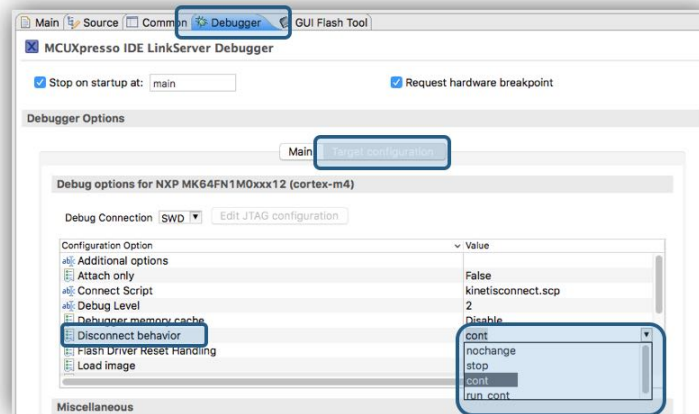 Main Source Common Debugger GUI Flash Tool
MCUXpresso IDE LinkServer Debugger
Stop on startup at: main Request hardware breakpoint
Debugger Options
Main Target configuration
Debug options for NXP MK64FN1M0xxx12 (cortex-m4)
Debug Connection SWD Edit JTAG configuration
Configuration Option Value
Additional options
Attach only False
Connect Script kinetisconnect.scp
Debug Level 2
Debugger memory cache Disable
Disconnect behavior cont
Flash Driver Reset Handling nochange
Load image stop
cont
run cont
Miscellaneous